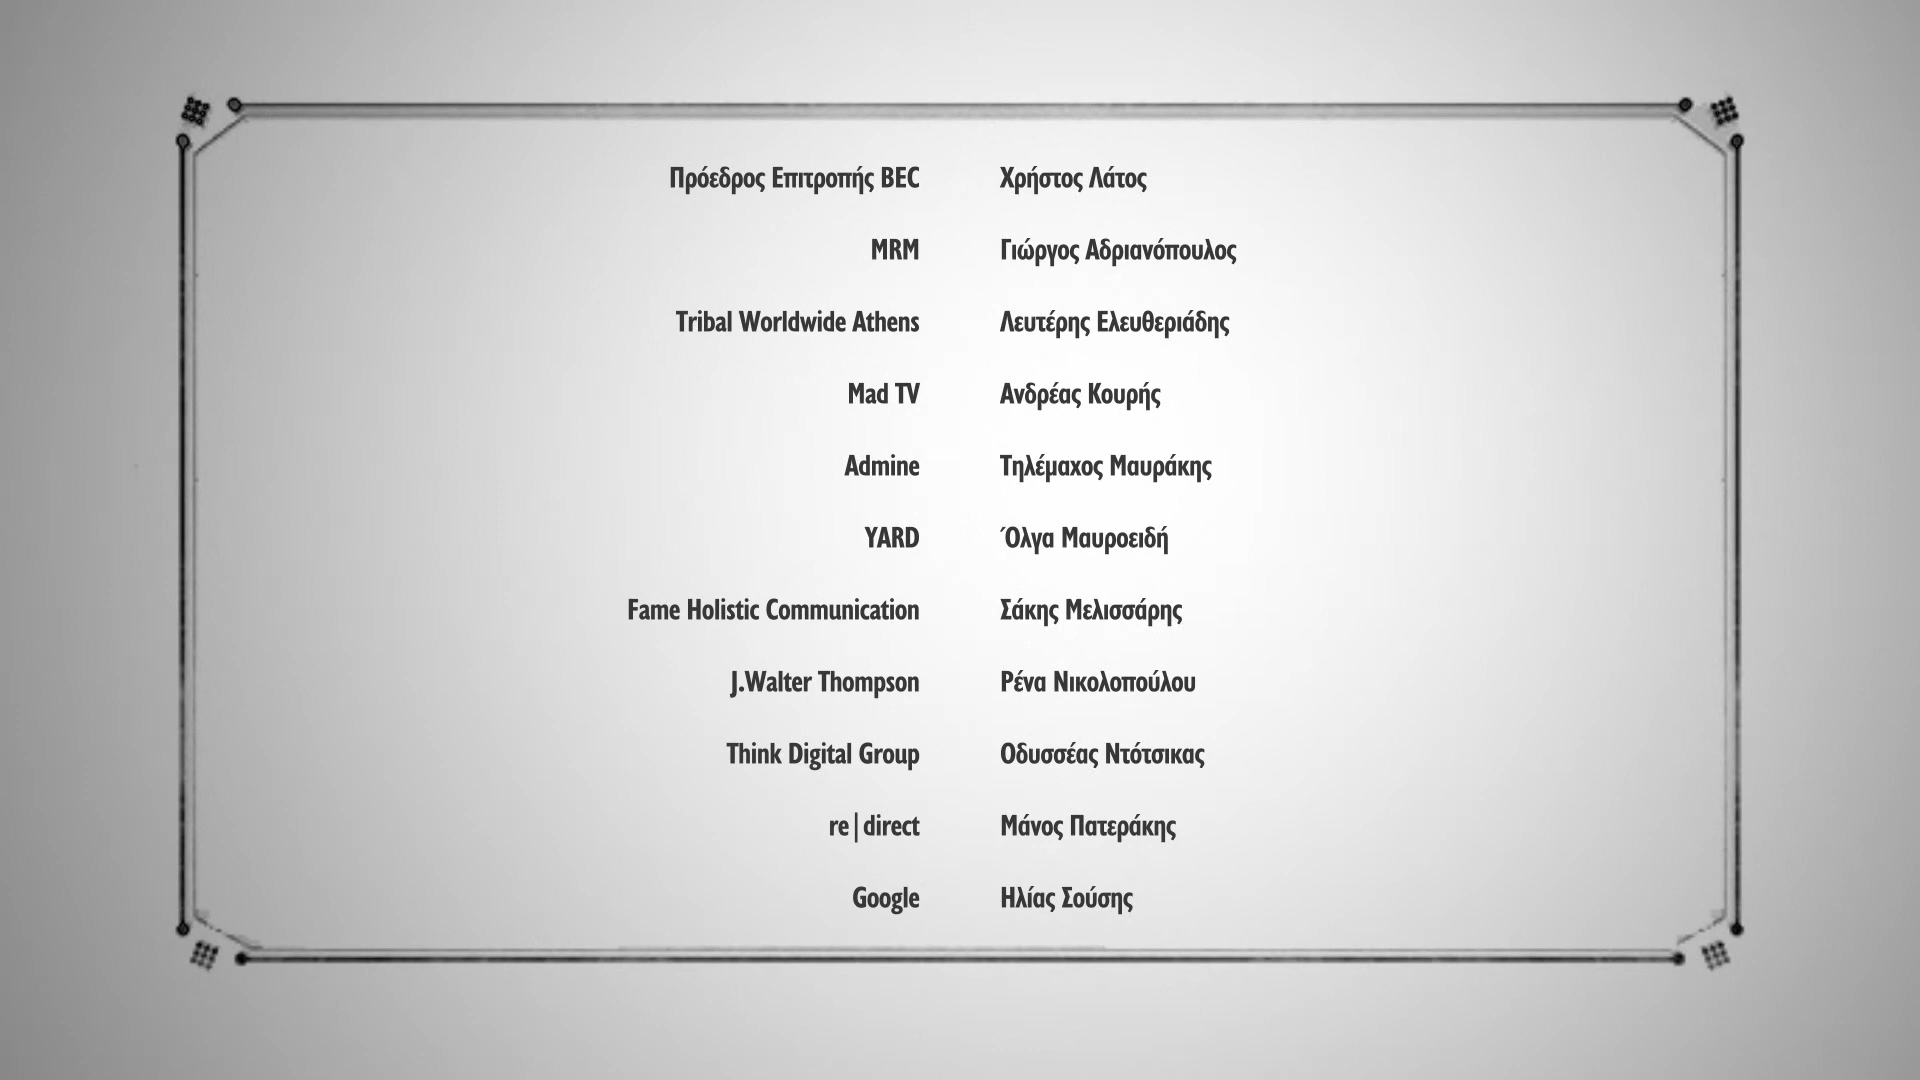 Πρόεδρος Επιτροπής BEC Χρήστος Λάτος
MRM Γιώργος Αδριανόπουλος
Tribal Worldwide Athens Λευτέρης Ελευθεριάδης
Mad TV Ανδρέας Κουρής
Admine Τηλέμαχος Μαυράκης
YARD Όλγα Μαυροειδή
Fame Holistic Communication Σάκης Μελισσάρης
J.Walter Thompson Ρένα Νικολοπούλου
Think Digital Group Οδυσσέας Ντότσικας
re|direct Μάνος Πατεράκης
Google Ηλίας Σούσης